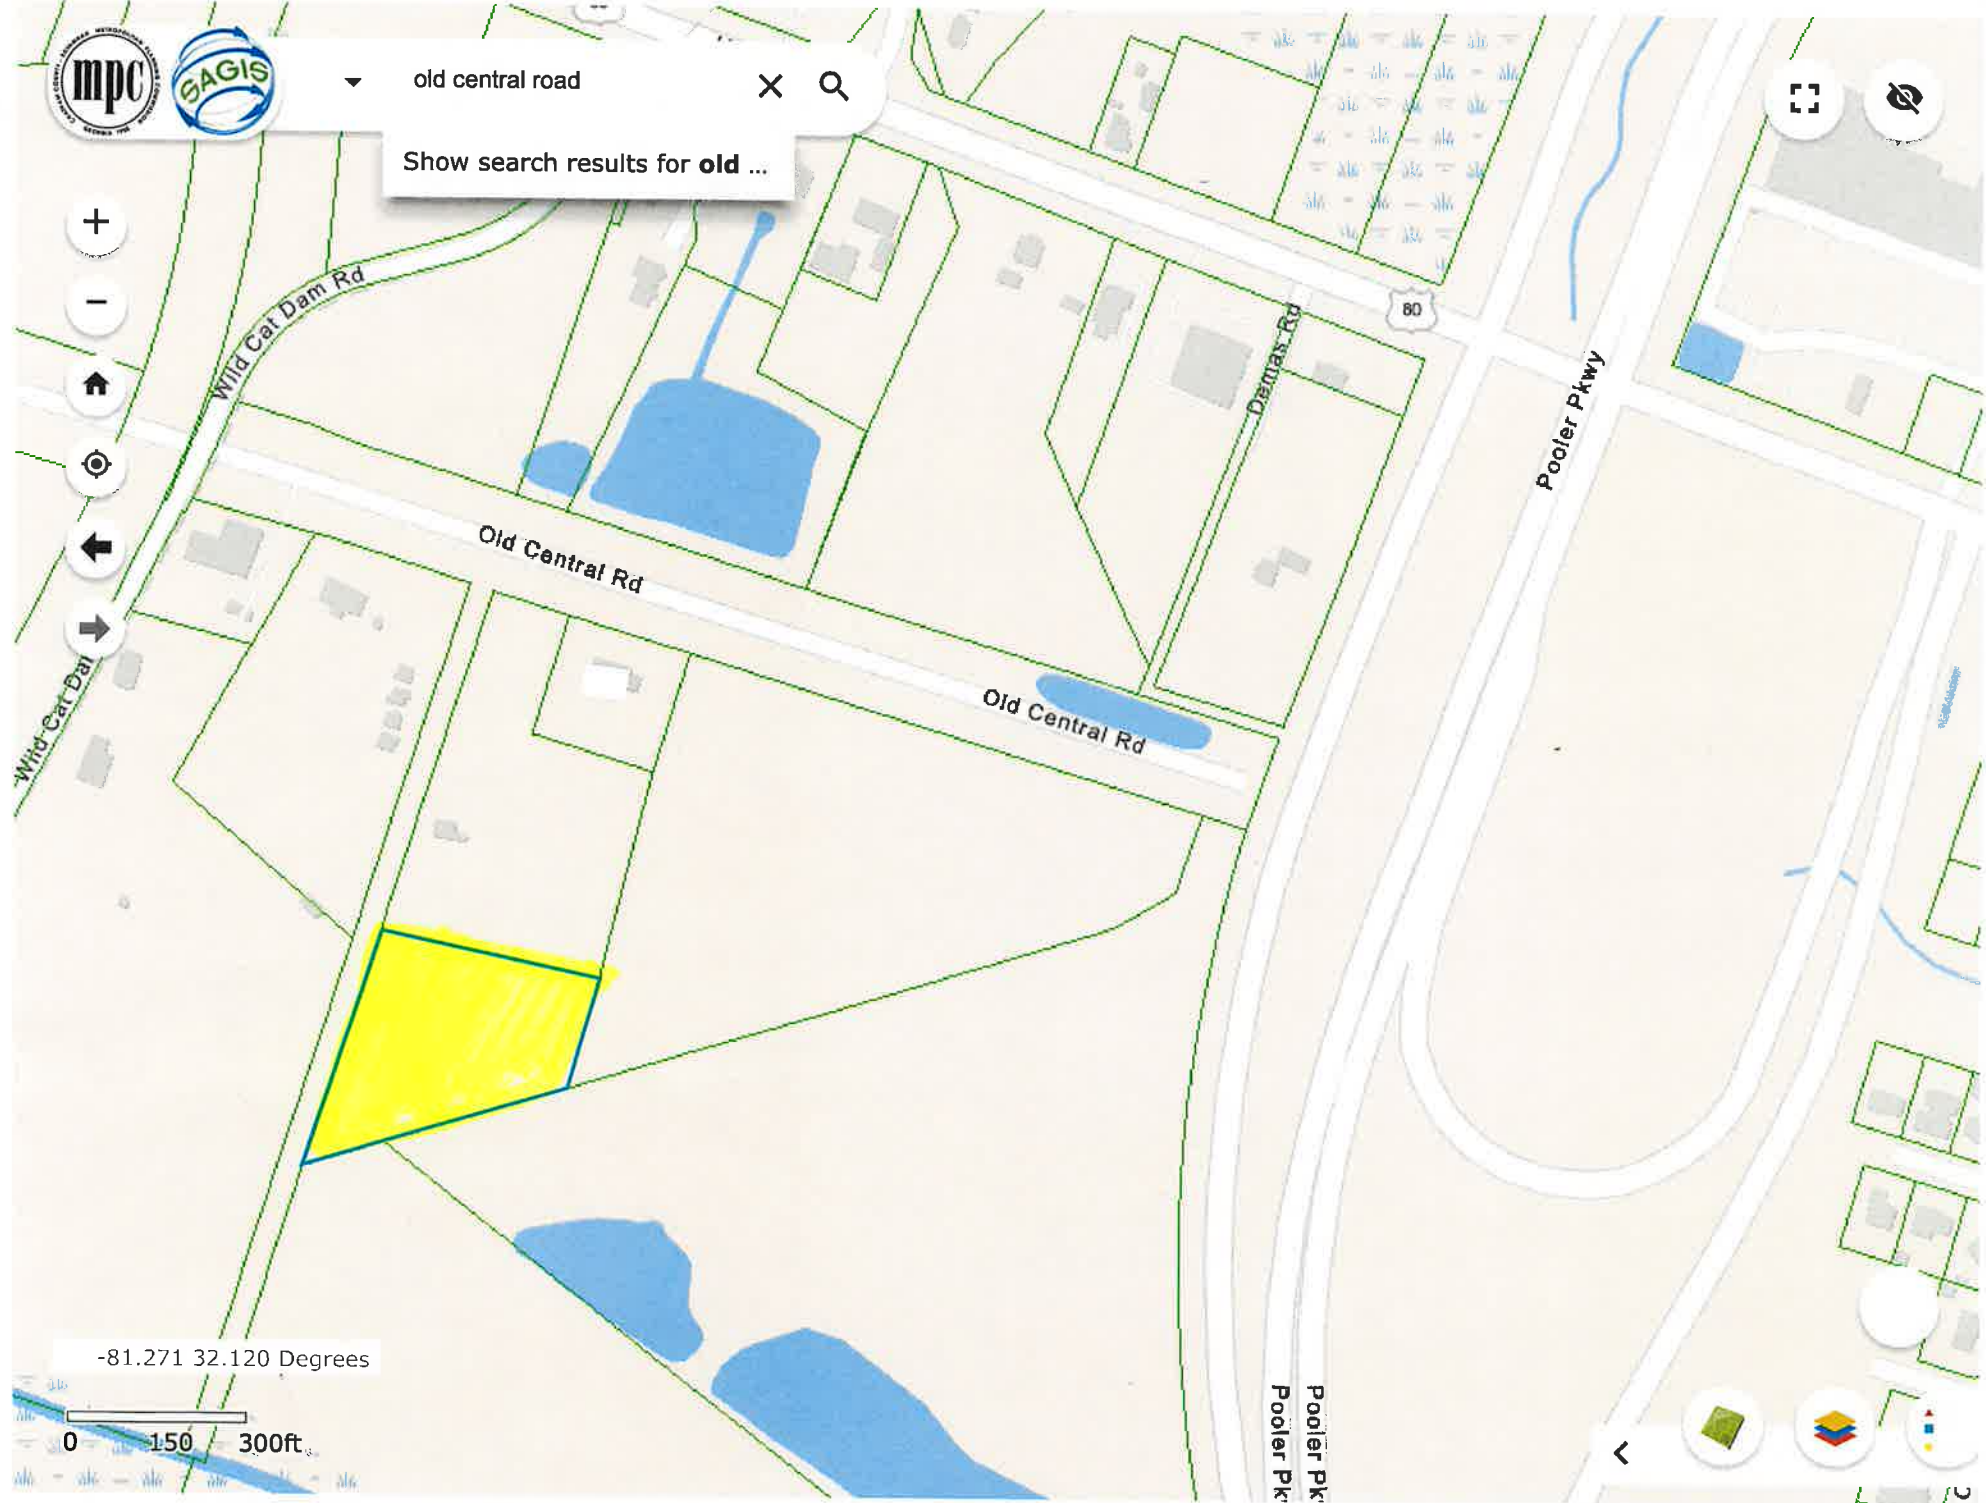 mpc
SAGIS
old central road
Show search results for old ...
Wild Cat Dam Rd
80
Demas Rd
Pooler Pkwy
Old Central Rd
Old Central Rd
Wild Cat Da
-81.271 32.120 Degrees
0 150 300ft
Pooler Pk
Pooler Pk